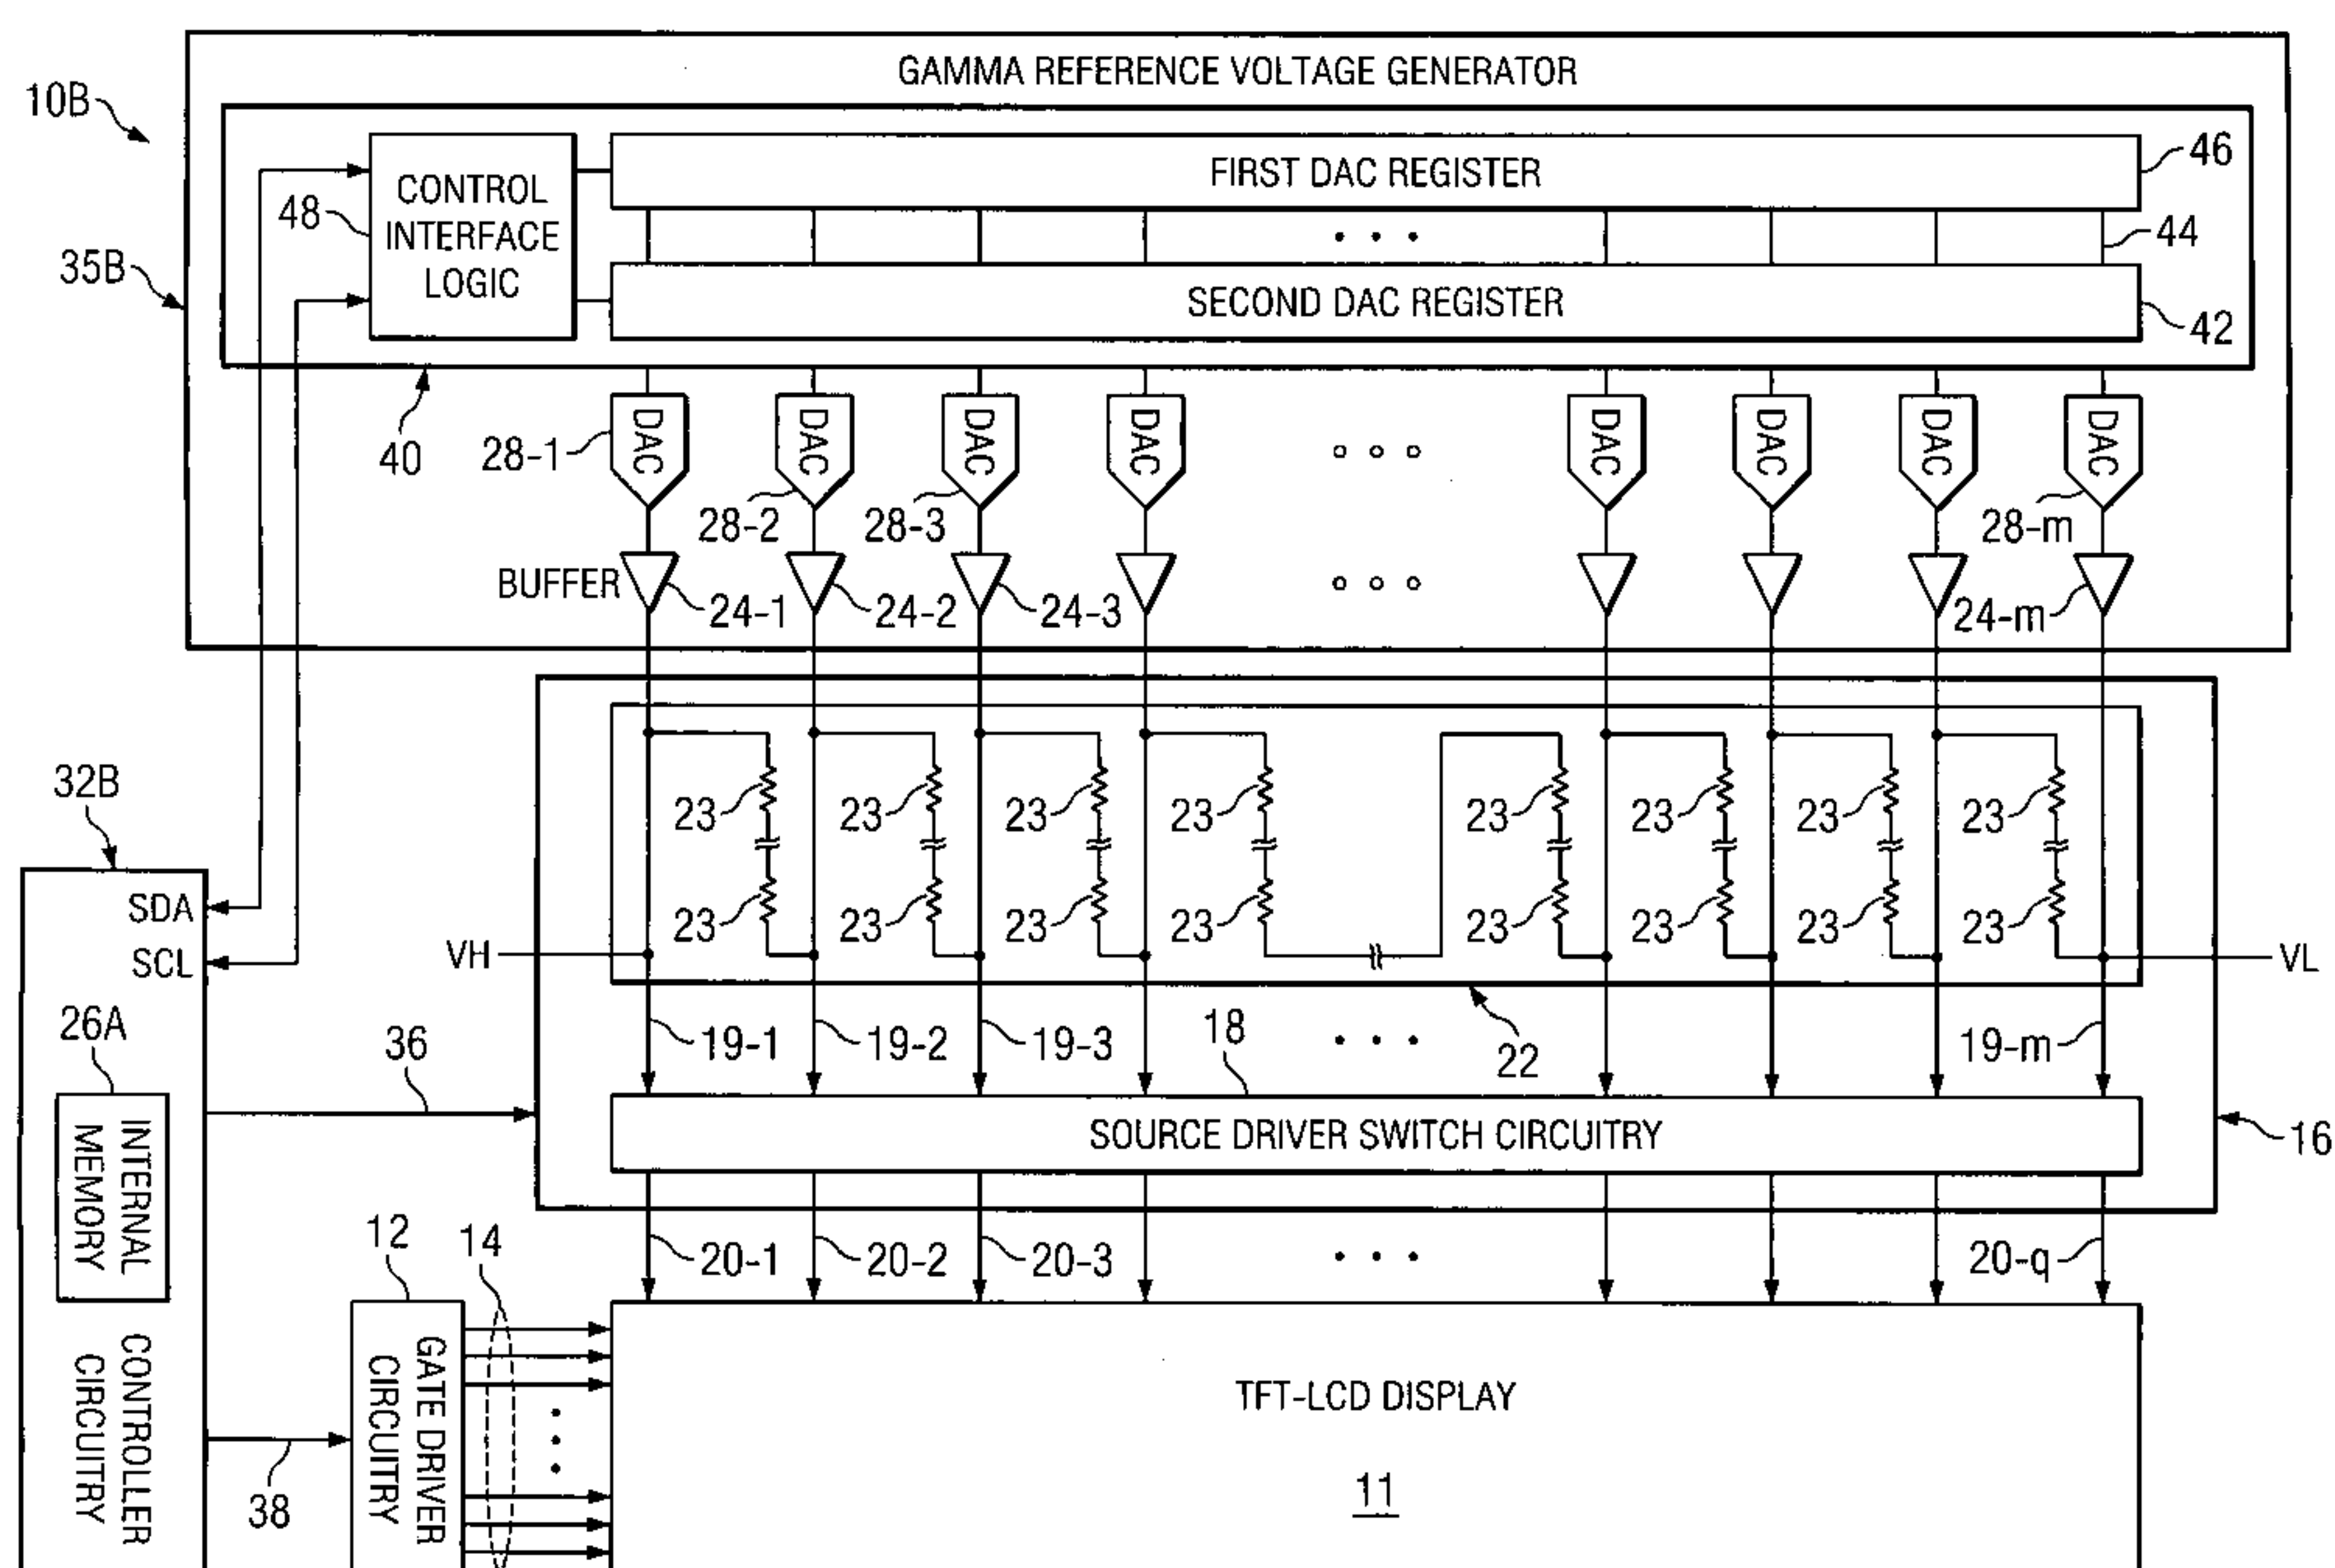 GAMMA REFERENCE VOLTAGE GENERATOR
10B
FIRST DAC REGISTER
46
CONTROL
INTERFACE
LOGIC
48
44
35B
SECOND DAC REGISTER
42
40
DAC DAC DAC DAC DAC DAC DAC DAC
28-1
28-2 28-3 28-m
BUFFER 24-1 24-2 24-3 24-m
32B
23 23 23 23 23 23 23 23
SDA
23 23 23 23 23 23 23 23
VH
VL
SCL
26A
36
19-1 19-2 19-3 18 22 19-m
INTERNAL
MEMORY
SOURCE DRIVER SWITCH CIRCUITRY
16
12 14
20-1 20-2 20-3 20-q
CONTROLLER
CIRCUITRY
GATE DRIVER
CIRCUITRY
TFT-LCD DISPLAY
38
11